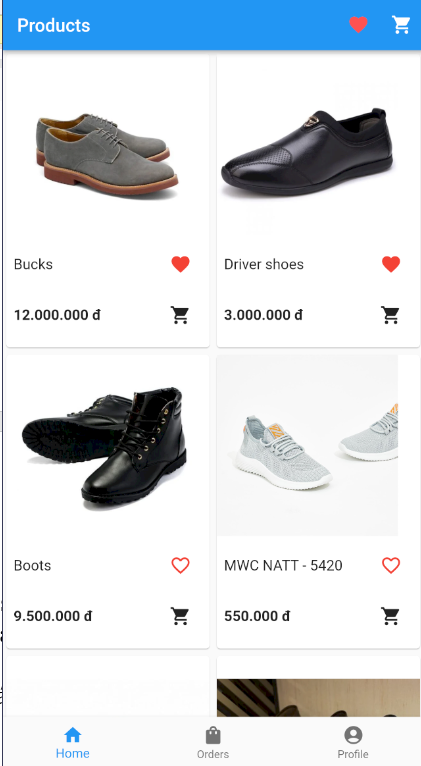 Products
Bucks
Driver shoes
12.000.000 đ
3.000.000 đ
Boots
MWC NATT - 5420
9.500.000 đ
550.000 đ
Home
Orders
Profile